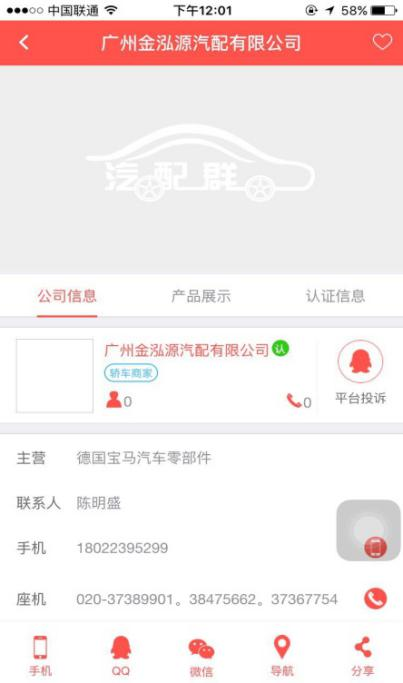 中国联通 下午12:01 58%
广州金泓源汽配有限公司
汽配群
公司信息 产品展示 认证信息
广州金泓源汽配有限公司 认
轿车商家
0 0
平台投诉
主营 德国宝马汽车零部件
联系人 陈明盛
手机 18022395299
座机 020-37389901。38475662。37367754
手机 QQ 微信 导航 分享